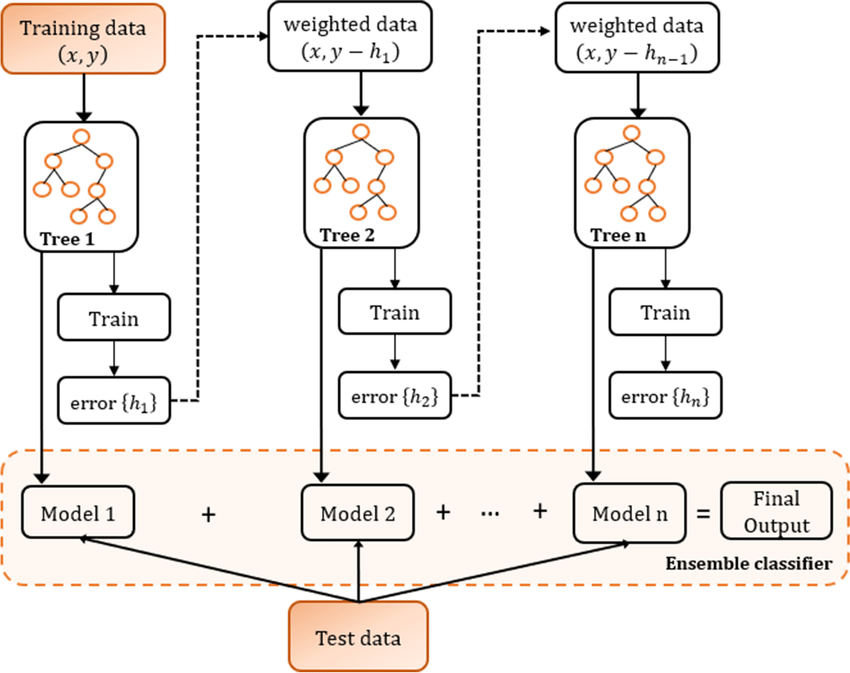 Training data
(x, y)
weighted data
(x, y − h₁)
weighted data
(x, y − hₙ₋₁)
Tree 1
Tree 2
Tree n
Train
Train
Train
error {h₁}
error {h₂}
error {hₙ}
Model 1 + Model 2 + ... + Model n = Final
Output
Ensemble classifier
Test data